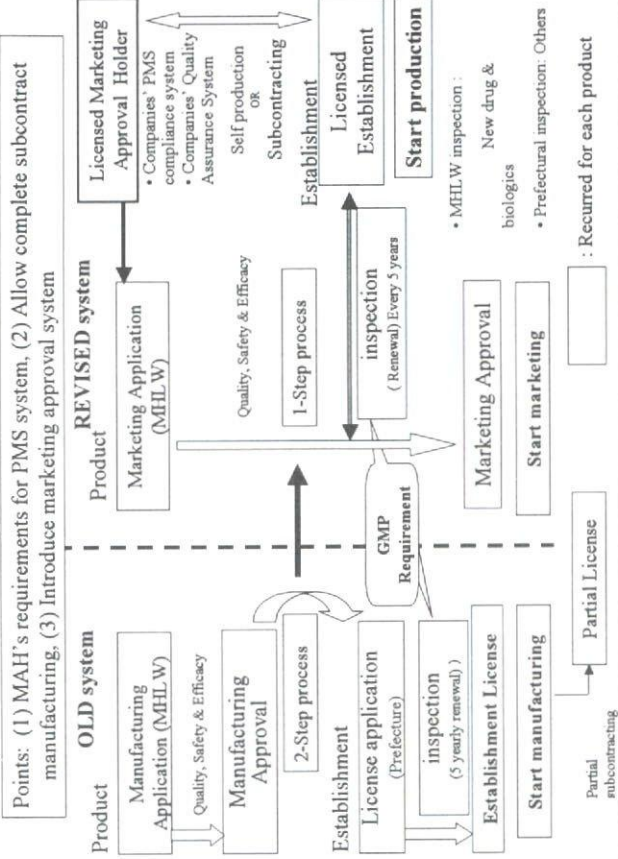 Points: (1) MAH's requirements for PMS system, (2) Allow complete subcontract
manufacturing, (3) Introduce marketing approval system
OLD system
Product
Manufacturing
Application (MHLW)
Quality, Safety & Efficacy
Manufacturing
Approval
2-Step process
Establishment
License application
(Prefecture)
inspection
(5 yearly renewal) )
Establishment License
Start manufacturing
Partial
subcontracting
Partial License
GMP
Requirement
REVISED system
Product
Marketing Application
(MHLW)
Quality, Safety & Efficacy
1-Step process
inspection
( Renewal) Every 5 years
Marketing Approval
Start marketing
Licensed Marketing
Approval Holder
• Companies' PMS
compliance system
• Companies' Quality
Assurance System
Self production
OR
Subcontracting
Establishment
Licensed
Establishment
Start production
• MHLW inspection :
New drug &
biologics
• Prefectural inspection: Others
: Recurred for each product